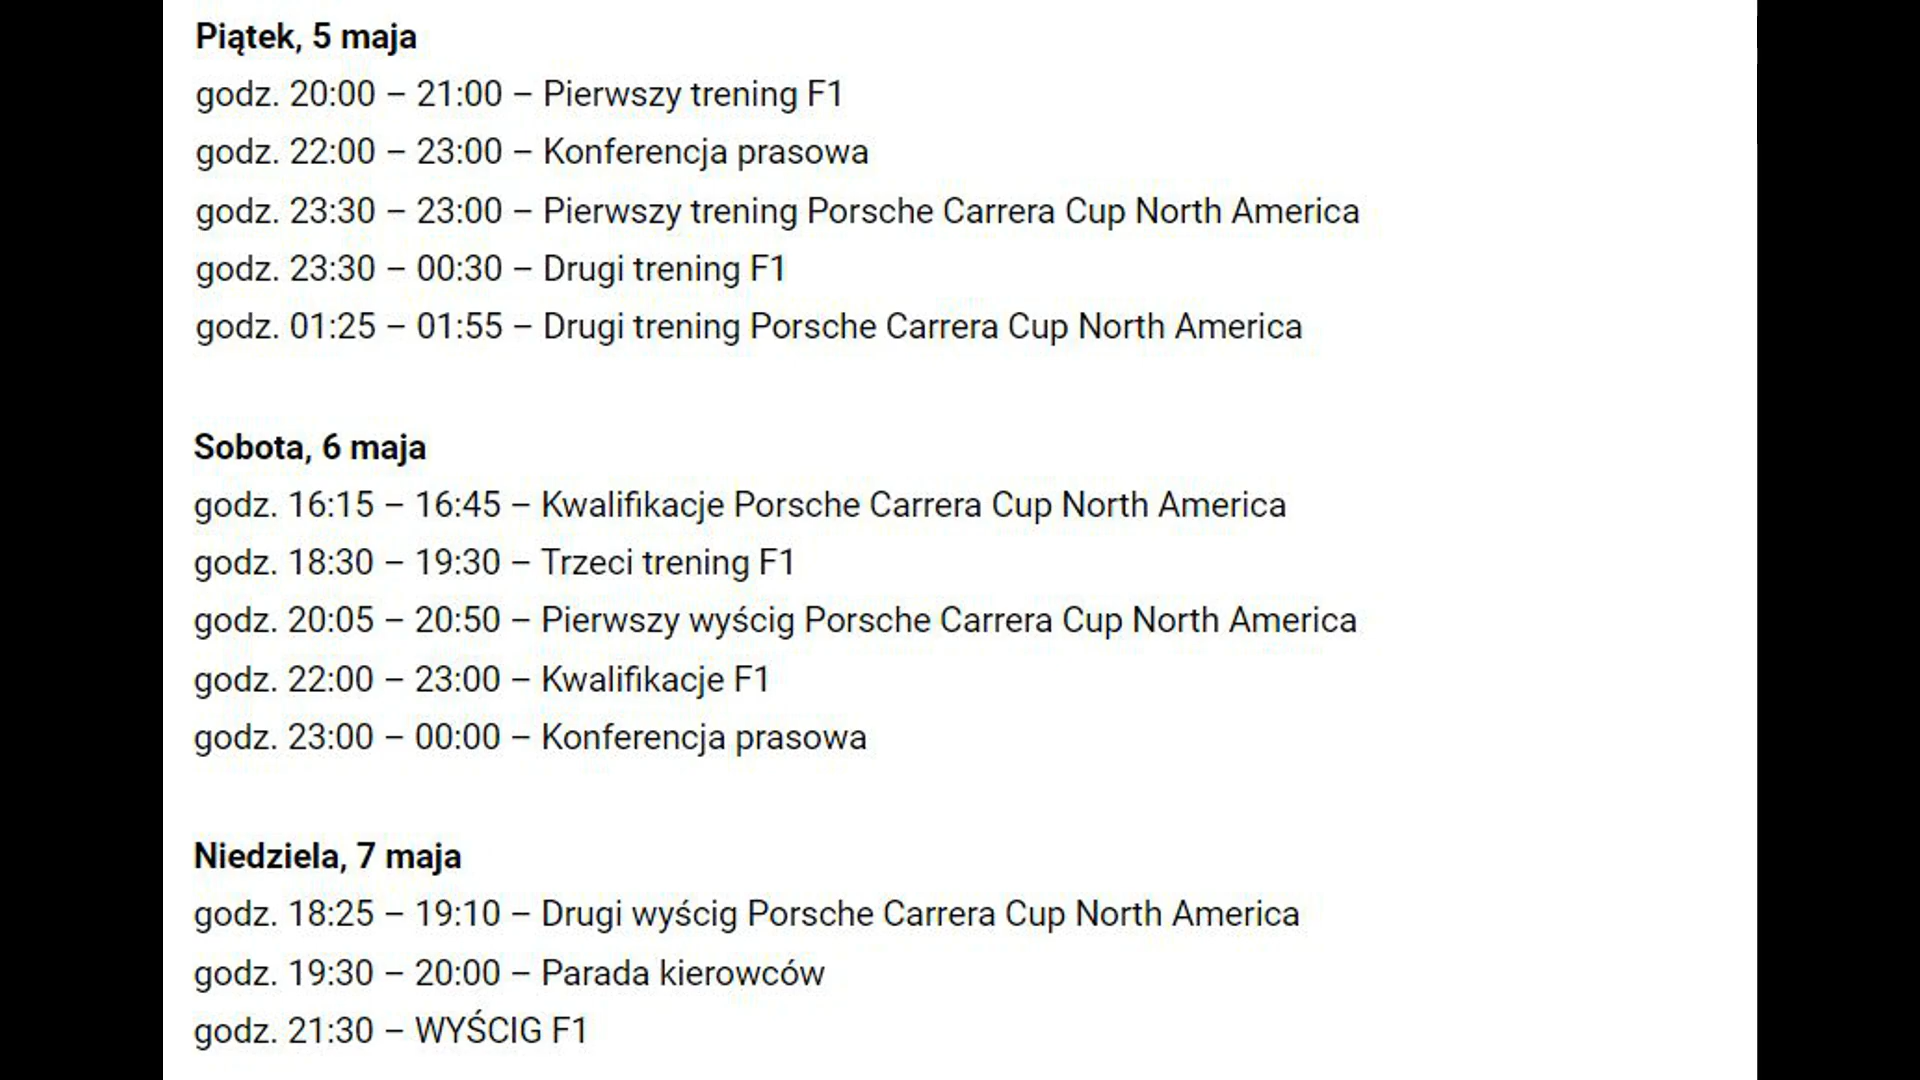 Piątek, 5 maja
godz. 20:00 – 21:00 – Pierwszy trening F1
godz. 22:00 – 23:00 – Konferencja prasowa
godz. 23:30 – 23:00 – Pierwszy trening Porsche Carrera Cup North America
godz. 23:30 – 00:30 – Drugi trening F1
godz. 01:25 – 01:55 – Drugi trening Porsche Carrera Cup North America
Sobota, 6 maja
godz. 16:15 – 16:45 – Kwalifikacje Porsche Carrera Cup North America
godz. 18:30 – 19:30 – Trzeci trening F1
godz. 20:05 – 20:50 – Pierwszy wyścig Porsche Carrera Cup North America
godz. 22:00 – 23:00 – Kwalifikacje F1
godz. 23:00 – 00:00 – Konferencja prasowa
Niedziela, 7 maja
godz. 18:25 – 19:10 – Drugi wyścig Porsche Carrera Cup North America
godz. 19:30 – 20:00 – Parada kierowców
godz. 21:30 – WYŚCIG F1